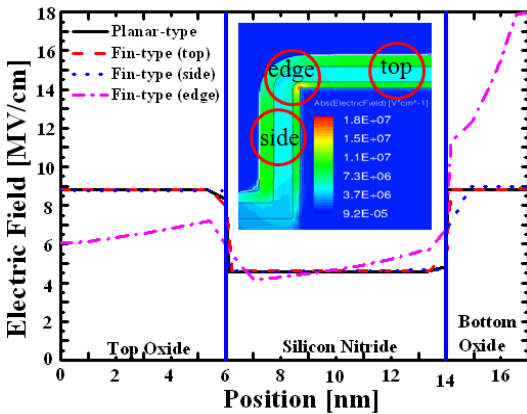 Electric Field [MV/cm]
18
16
14
12
10
8
6
4
2
0
Planar-type
Fin-type (top)
Fin-type (side)
Fin-type (edge)
edge
top
side
Abs(ElectricField) [V*cm^-1]
1.8E+07
1.5E+07
1.1E+07
7.3E+06
3.7E+06
9.2E-05
Top Oxide
Silicon Nitride
Bottom
Oxide
0
2
4
6
8
10
12
14
16
Position [nm]